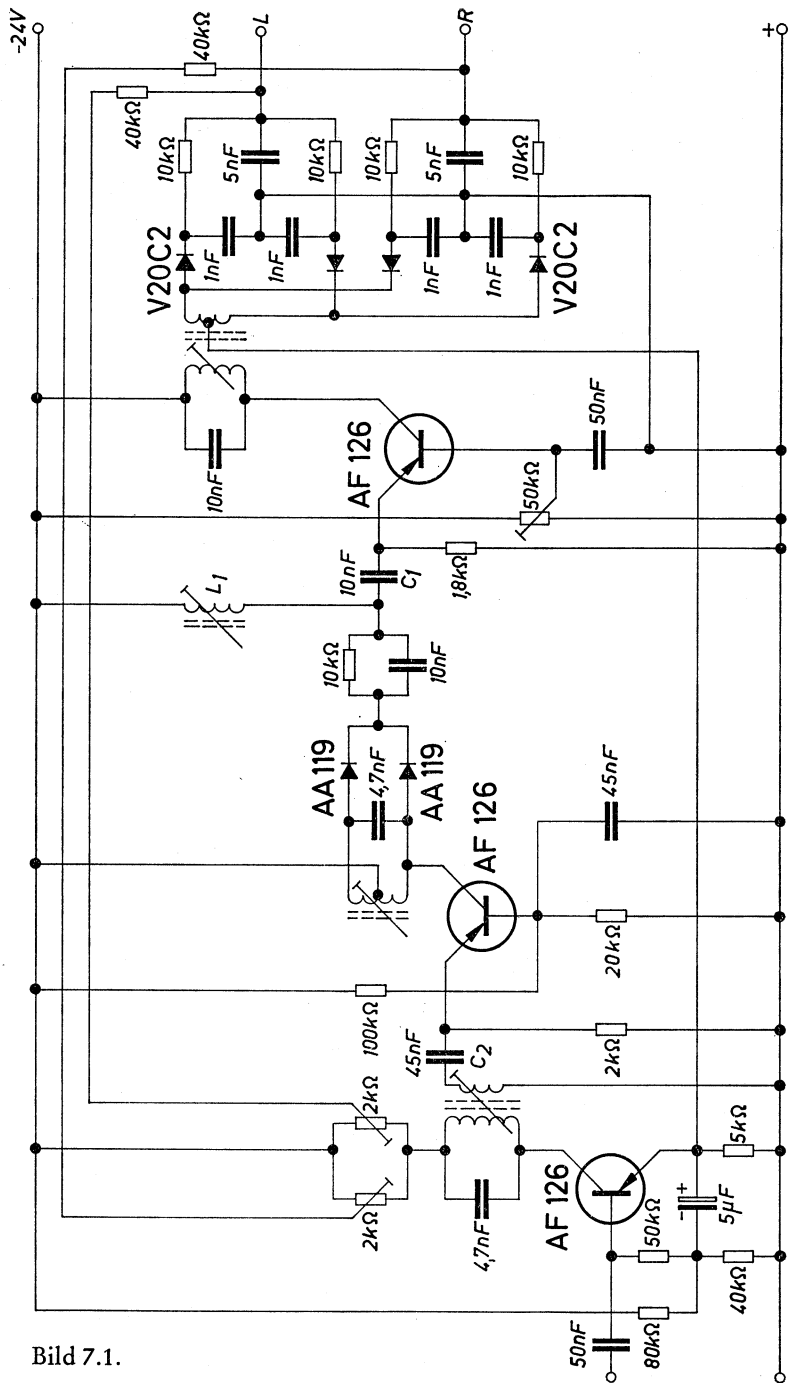 -24V
L
R
+
40kΩ
40kΩ
10kΩ
5nF
10kΩ
10kΩ
5nF
10kΩ
V20C2
1nF
1nF
1nF
1nF
V20C2
10nF
AF 126
50nF
50kΩ
L1
10nF
C1
1,8kΩ
10kΩ
10nF
AA119
4,7nF
AA119
AF 126
45nF
20kΩ
100kΩ
45nF
C2
2kΩ
2kΩ
2kΩ
4,7nF
AF 126
5kΩ
50kΩ
- +
5µF
40kΩ
50nF
80kΩ
Bild 7.1.